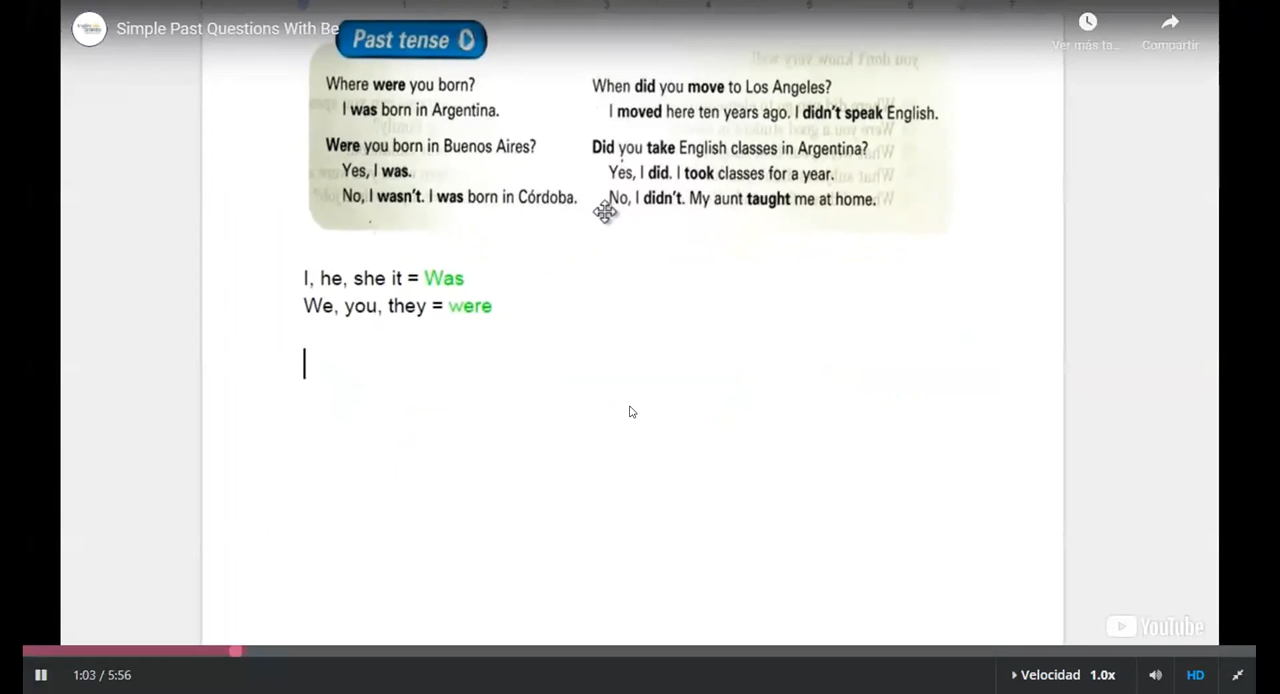 Simple Past Questions With Be
Ver más ta...
Compartir
Past tense
Where were you born?
I was born in Argentina.
Were you born in Buenos Aires?
Yes, I was.
No, I wasn't. I was born in Córdoba.
When did you move to Los Angeles?
I moved here ten years ago. I didn't speak English.
Did you take English classes in Argentina?
Yes, I did. I took classes for a year.
No, I didn't. My aunt taught me at home.
I, he, she it = Was
We, you, they = were
YouTube
1:03 / 5:56
Velocidad 1.0x
HD